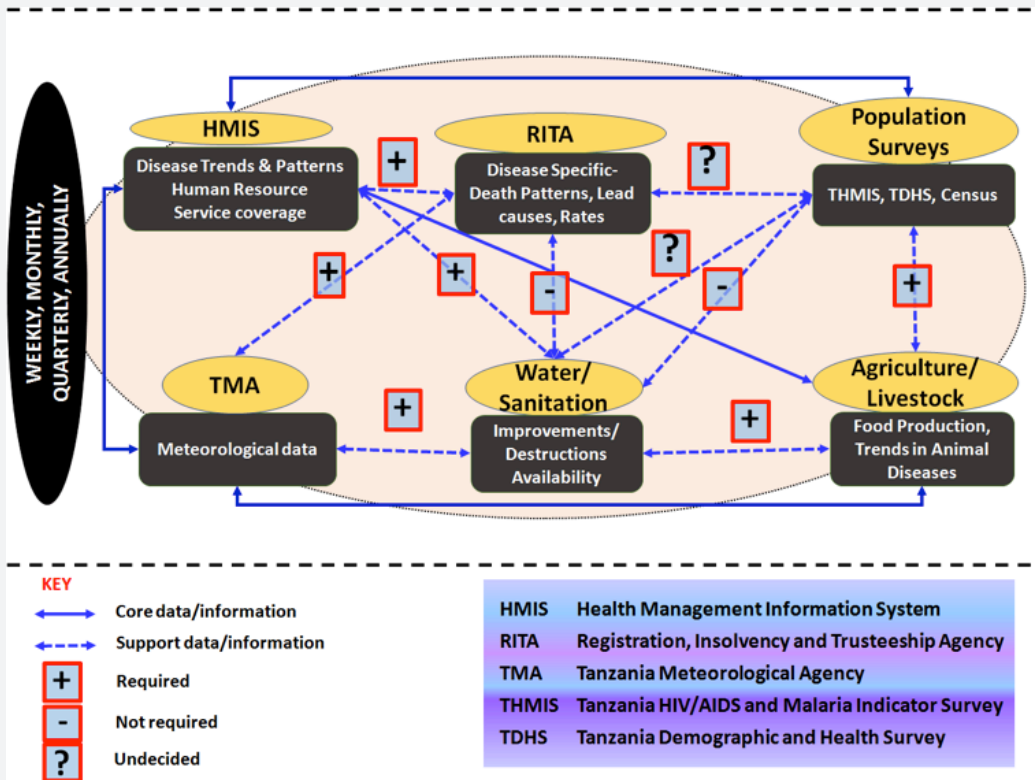 WEEKLY, MONTHLY,
QUARTERLY, ANNUALLY
HMIS
Disease Trends & Patterns
Human Resource
Service coverage
+
RITA
Disease Specific-
Death Patterns, Lead
causes, Rates
?
Population
Surveys
THMIS, TDHS, Census
+
+
-
?
-
+
TMA
Meteorological data
+
Water/
Sanitation
Improvements/
Destructions
Availability
+
Agriculture/
Livestock
Food Production,
Trends in Animal
Diseases
KEY
Core data/information
Support data/information
+ Required
- Not required
? Undecided
HMIS Health Management Information System
RITA Registration, Insolvency and Trusteeship Agency
TMA Tanzania Meteorological Agency
THMIS Tanzania HIV/AIDS and Malaria Indicator Survey
TDHS Tanzania Demographic and Health Survey